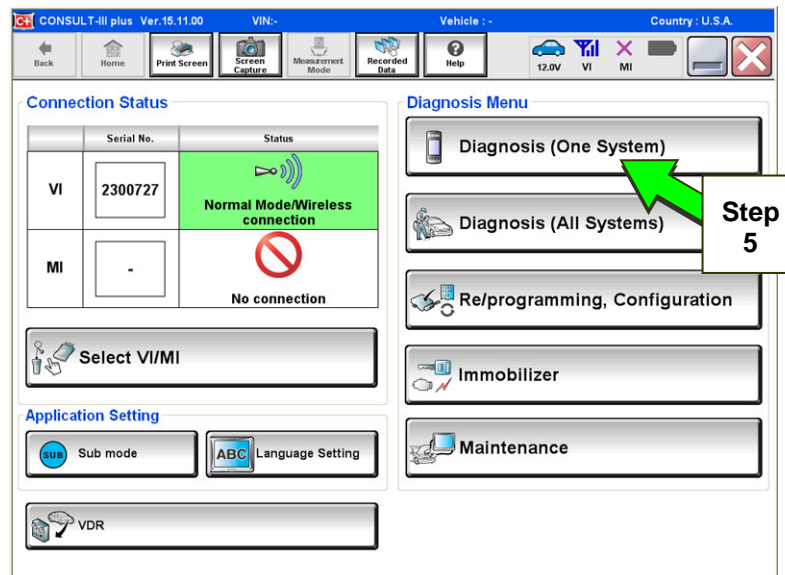 C+ CONSULT-III plus Ver.15.11.00 VIN:- Vehicle : - Country : U.S.A.
Back
Home
Print Screen
Screen Capture
Measurement Mode
Recorded Data
Help
12.0V
VI
MI
Connection Status
Serial No. Status
VI 2300727 Normal Mode/Wireless
connection
MI - No connection
Select VI/MI
Application Setting
SUB Sub mode
ABC Language Setting
VDR
Diagnosis Menu
Diagnosis (One System)
Step
5
Diagnosis (All Systems)
Re/programming, Configuration
Immobilizer
Maintenance